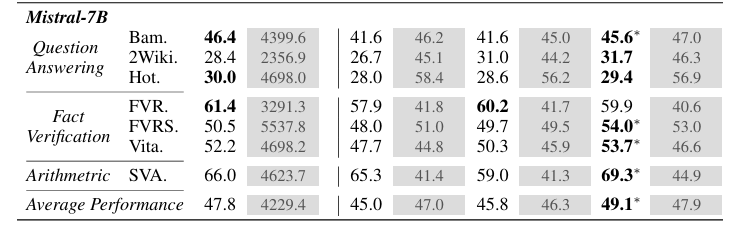 Mistral-7B
Question Answering
Bam. 46.4 4399.6 41.6 46.2 41.6 45.0 45.6* 47.0
2Wiki. 28.4 2356.9 26.7 45.1 31.0 44.2 31.7 46.3
Hot. 30.0 4698.0 28.0 58.4 28.6 56.2 29.4 56.9
Fact Verification
FVR. 61.4 3291.3 57.9 41.8 60.2 41.7 59.9 40.6
FVRS. 50.5 5537.8 48.0 51.0 49.7 49.5 54.0* 53.0
Vita. 52.2 4698.2 47.7 44.8 50.3 45.9 53.7* 46.6
Arithmetric SVA. 66.0 4623.7 65.3 41.4 59.0 41.3 69.3* 44.9
Average Performance 47.8 4229.4 45.0 47.0 45.8 46.3 49.1* 47.9